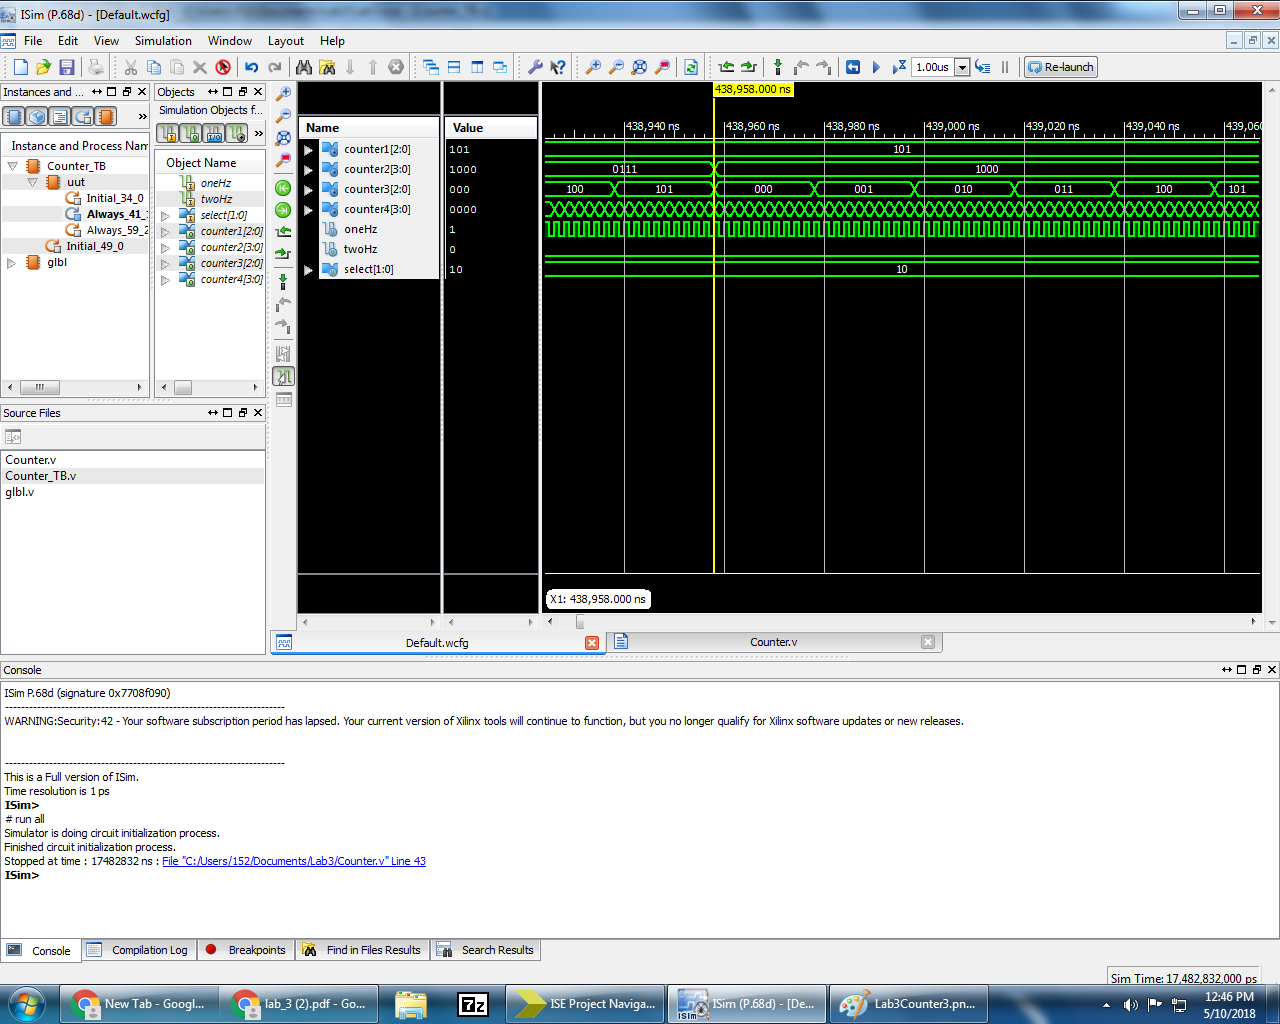 ISim (P.68d) - [Default.wcfg]
File Edit View Simulation Window Layout Help
1.00us Re-launch
Instances and ...
Objects
Simulation Objects f...
Instance and Process Nam
Object Name
Counter_TB
uut
Initial_34_0
Always_41_
Always_59_2
Initial_49_0
glbl
oneHz
twoHz
select[1:0]
counter1[2:0]
counter2[3:0]
counter3[2:0]
counter4[3:0]
Name Value
counter1[2:0] 101
counter2[3:0] 1000
counter3[2:0] 000
counter4[3:0] 0000
oneHz 1
twoHz 0
select[1:0] 10
438,958.000 ns
438,940 ns 438,960 ns 438,980 ns 439,000 ns 439,020 ns 439,040 ns 439,060
101
0111 1000
100 101 000 001 010 011 100 101
10
X1: 438,958.000 ns
Source Files
Counter.v
Counter_TB.v
glbl.v
Default.wcfg Counter.v
Console
ISim P.68d (signature 0x7708f090)
----------------------------------------------------------------------
WARNING:Security:42 - Your software subscription period has lapsed. Your current version of Xilinx tools will continue to function, but you no longer qualify for Xilinx software updates or new releases.
----------------------------------------------------------------------
This is a Full version of ISim.
Time resolution is 1 ps
ISim>
# run all
Simulator is doing circuit initialization process.
Finished circuit initialization process.
Stopped at time : 17482832 ns : File "C:/Users/152/Documents/Lab3/Counter.v" Line 43
ISim>
Console Compilation Log Breakpoints Find in Files Results Search Results
Sim Time: 17,482,832,000 ps
New Tab - Googl... lab_3 (2).pdf - Go... 7z ISE Project Naviga... ISim (P.68d) - [De... Lab3Counter3.pn...
12:46 PM
5/10/2018